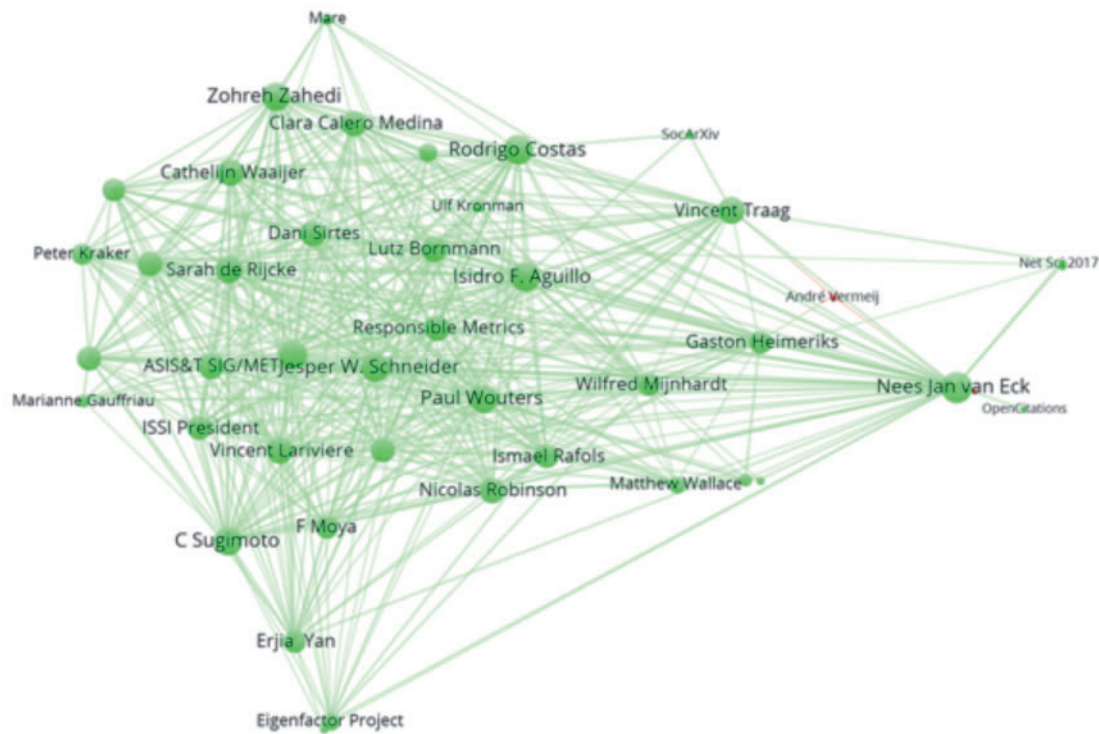 Mare
Zohreh Zahedi
Clara Calero Medina
SocArXiv
Rodrigo Costas
Cathelijn Waaijer
Ulf Kronman
Vincent Traag
Dani Sirtes
Lutz Bornmann
Peter Kraker
Net Sci 2017
Sarah de Rijcke
Isidro F. Aguillo
André Vermeij
Responsible Metrics
Gaston Heimeriks
ASIS&T SIG/MET
Jesper W. Schneider
Wilfred Mijnhardt
Nees Jan van Eck
Marianne Gauffriau
Paul Wouters
OpenCitations
ISSI President
Vincent Lariviere
Ismael Rafols
Matthew Wallace
Nicolas Robinson
F Moya
C Sugimoto
Erjia Yan
Eigenfactor Project